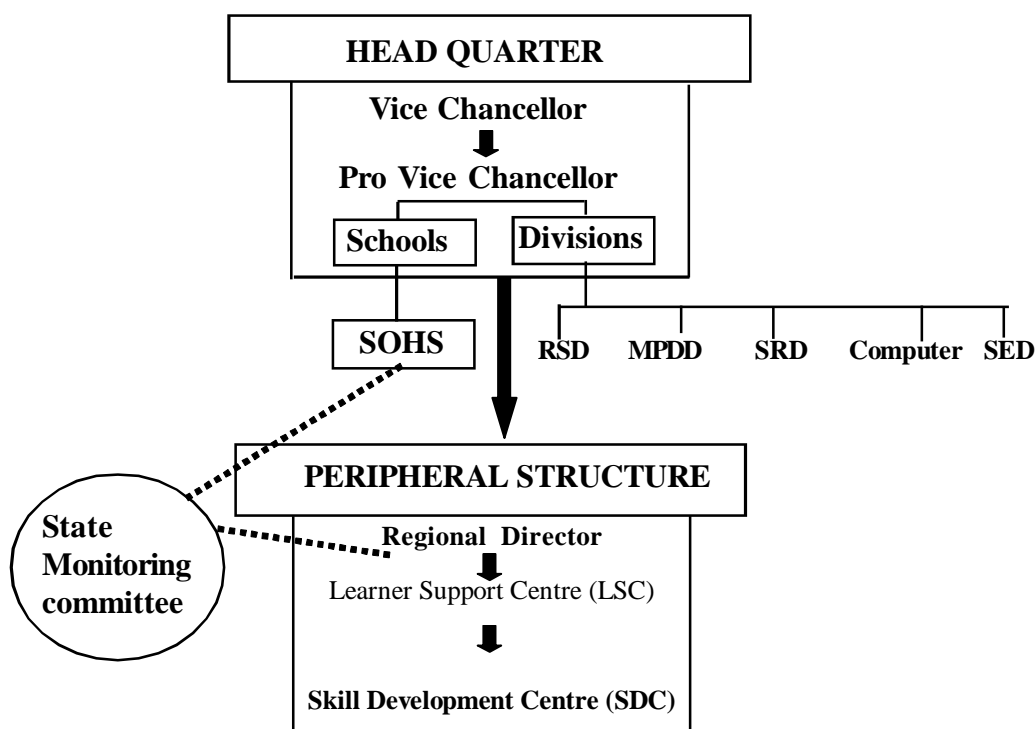 HEAD QUARTER
Vice Chancellor
Pro Vice Chancellor
Schools
Divisions
SOHS
RSD
MPDD
SRD
Computer
SED
PERIPHERAL STRUCTURE
State
Monitoring
committee
Regional Director
Learner Support Centre (LSC)
Skill Development Centre (SDC)